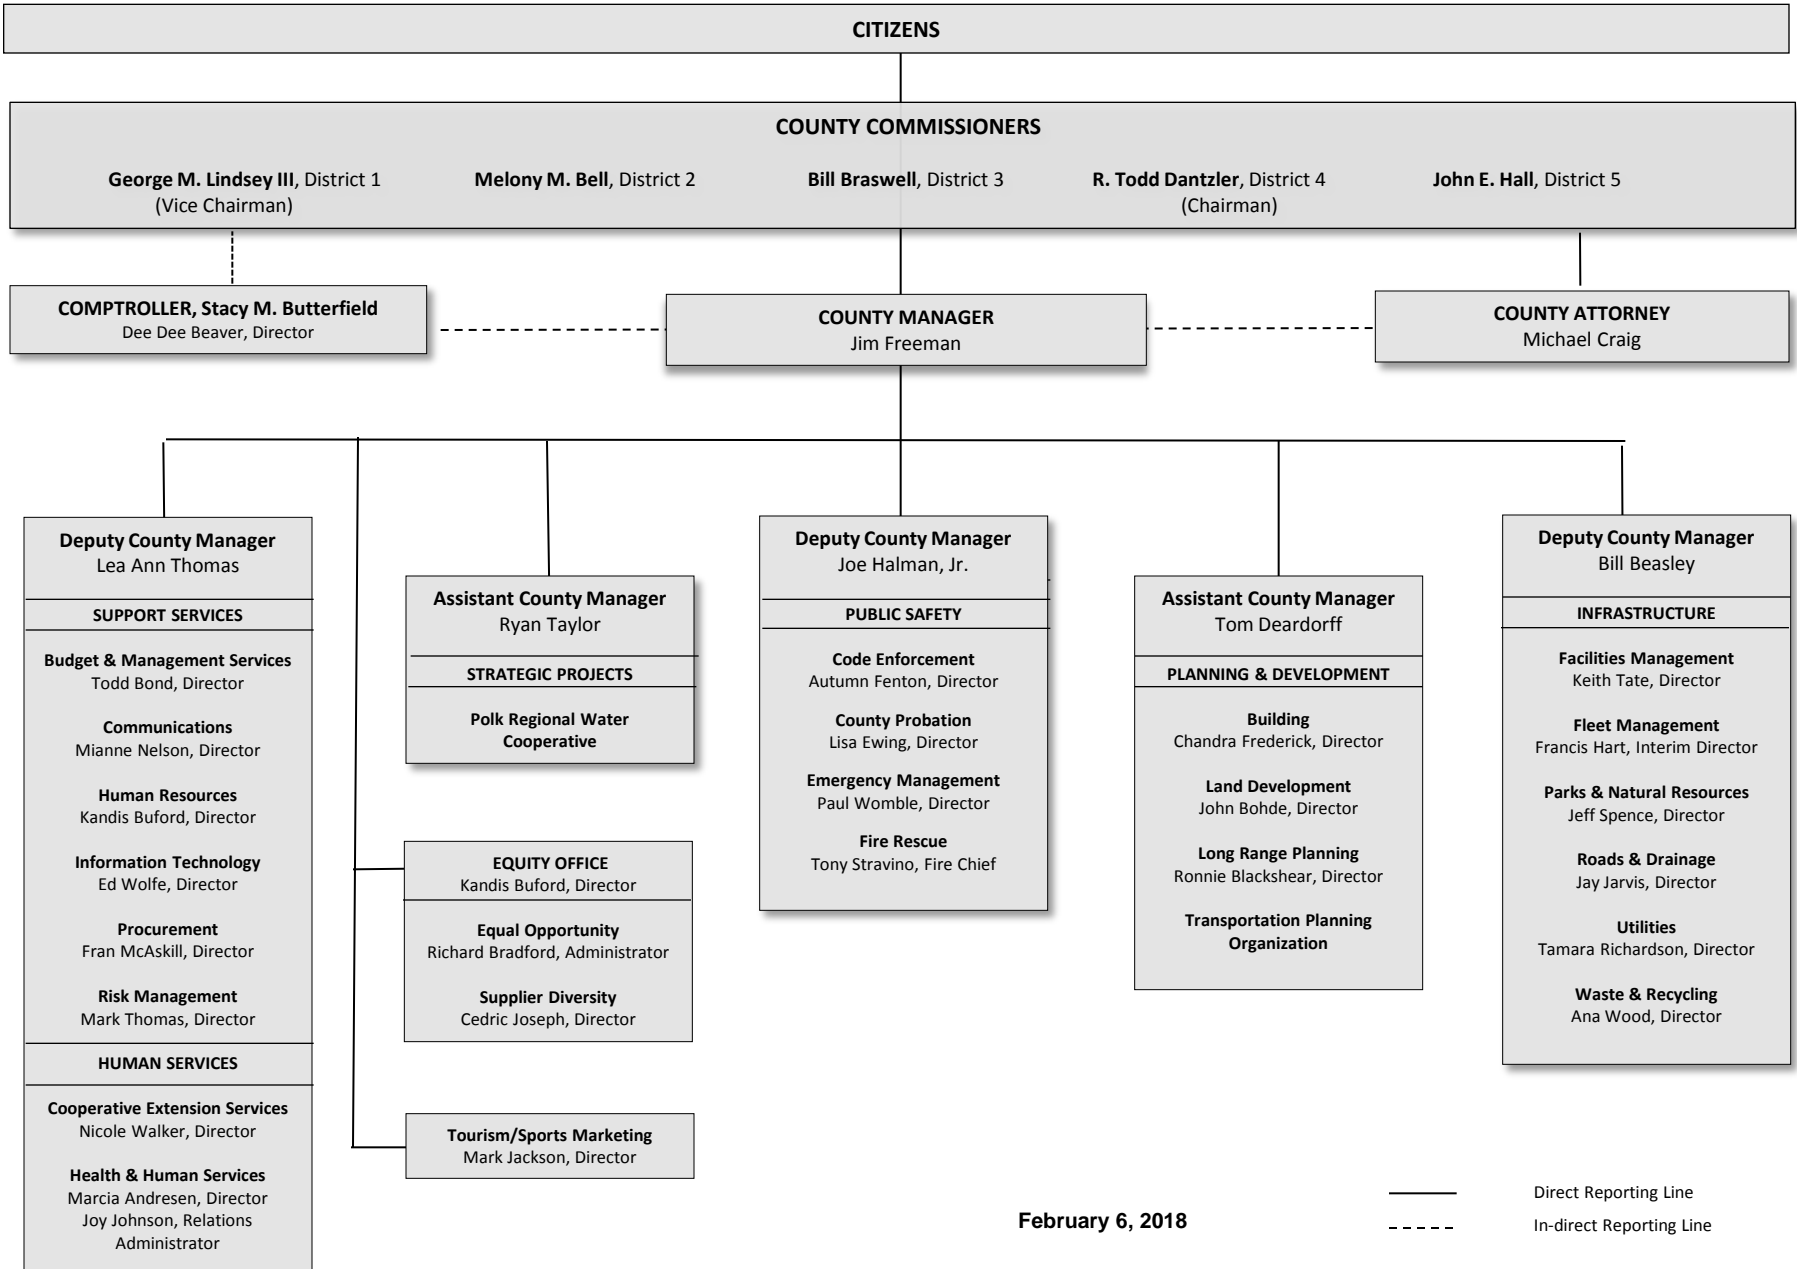 CITIZENS
COUNTY COMMISSIONERS
George M. Lindsey III, District 1
(Vice Chairman)
Melony M. Bell, District 2
Bill Braswell, District 3
R. Todd Dantzler, District 4
(Chairman)
John E. Hall, District 5
COMPTROLLER, Stacy M. Butterfield
Dee Dee Beaver, Director
COUNTY MANAGER
Jim Freeman
COUNTY ATTORNEY
Michael Craig
Deputy County Manager
Lea Ann Thomas
SUPPORT SERVICES
Budget & Management Services
Todd Bond, Director
Communications
Mianne Nelson, Director
Human Resources
Kandis Buford, Director
Information Technology
Ed Wolfe, Director
Procurement
Fran McAskill, Director
Risk Management
Mark Thomas, Director
HUMAN SERVICES
Cooperative Extension Services
Nicole Walker, Director
Health & Human Services
Marcia Andresen, Director
Joy Johnson, Relations
Administrator
Assistant County Manager
Ryan Taylor
STRATEGIC PROJECTS
Polk Regional Water
Cooperative
EQUITY OFFICE
Kandis Buford, Director
Equal Opportunity
Richard Bradford, Administrator
Supplier Diversity
Cedric Joseph, Director
Tourism/Sports Marketing
Mark Jackson, Director
Deputy County Manager
Joe Halman, Jr.
PUBLIC SAFETY
Code Enforcement
Autumn Fenton, Director
County Probation
Lisa Ewing, Director
Emergency Management
Paul Womble, Director
Fire Rescue
Tony Stravino, Fire Chief
Assistant County Manager
Tom Deardorff
PLANNING & DEVELOPMENT
Building
Chandra Frederick, Director
Land Development
John Bohde, Director
Long Range Planning
Ronnie Blackshear, Director
Transportation Planning
Organization
Deputy County Manager
Bill Beasley
INFRASTRUCTURE
Facilities Management
Keith Tate, Director
Fleet Management
Francis Hart, Interim Director
Parks & Natural Resources
Jeff Spence, Director
Roads & Drainage
Jay Jarvis, Director
Utilities
Tamara Richardson, Director
Waste & Recycling
Ana Wood, Director
February 6, 2018
Direct Reporting Line
In-direct Reporting Line